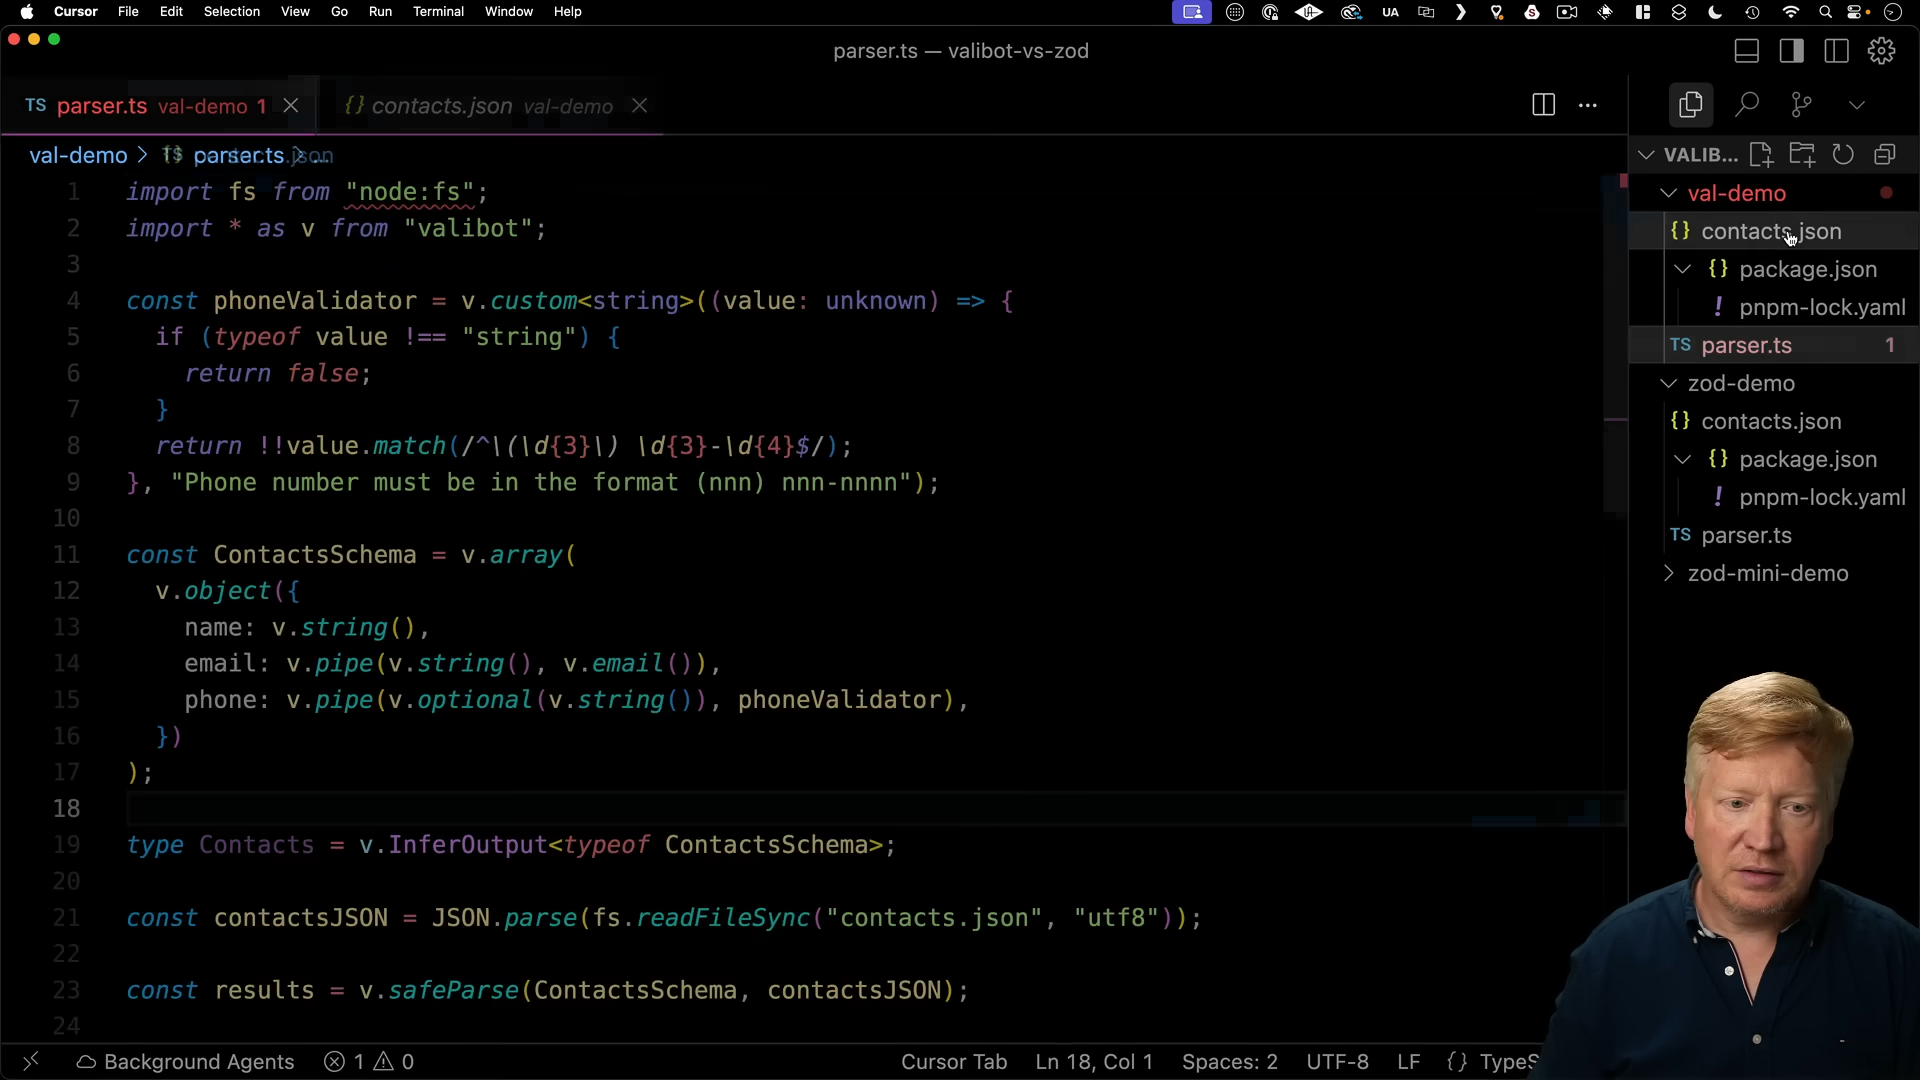 Cursor File Edit Selection View Go Run Terminal Window Help
UA
parser.ts — valibot-vs-zod
TS parser.ts val-demo 1
{} contacts.json val-demo
val-demo > parser.ts
VALIB...
1 import fs from "node:fs";
2 import * as v from "valibot";
3
4 const phoneValidator = v.custom<string>((value: unknown) => {
5 if (typeof value !== "string") {
6 return false;
7 }
8 return !!value.match(/^\(\d{3}\) \d{3}-\d{4}$/);
9 }, "Phone number must be in the format (nnn) nnn-nnnn");
10
11 const ContactsSchema = v.array(
12 v.object({
13 name: v.string(),
14 email: v.pipe(v.string(), v.email()),
15 phone: v.pipe(v.optional(v.string()), phoneValidator),
16 })
17 );
18
19 type Contacts = v.InferOutput<typeof ContactsSchema>;
20
21 const contactsJSON = JSON.parse(fs.readFileSync("contacts.json", "utf8"));
22
23 const results = v.safeParse(ContactsSchema, contactsJSON);
24
val-demo
{} contacts.json
{} package.json
! pnpm-lock.yaml
TS parser.ts 1
zod-demo
{} contacts.json
{} package.json
! pnpm-lock.yaml
TS parser.ts
zod-mini-demo
Background Agents 1 0
Cursor Tab Ln 18, Col 1 Spaces: 2 UTF-8 LF {} TypeS